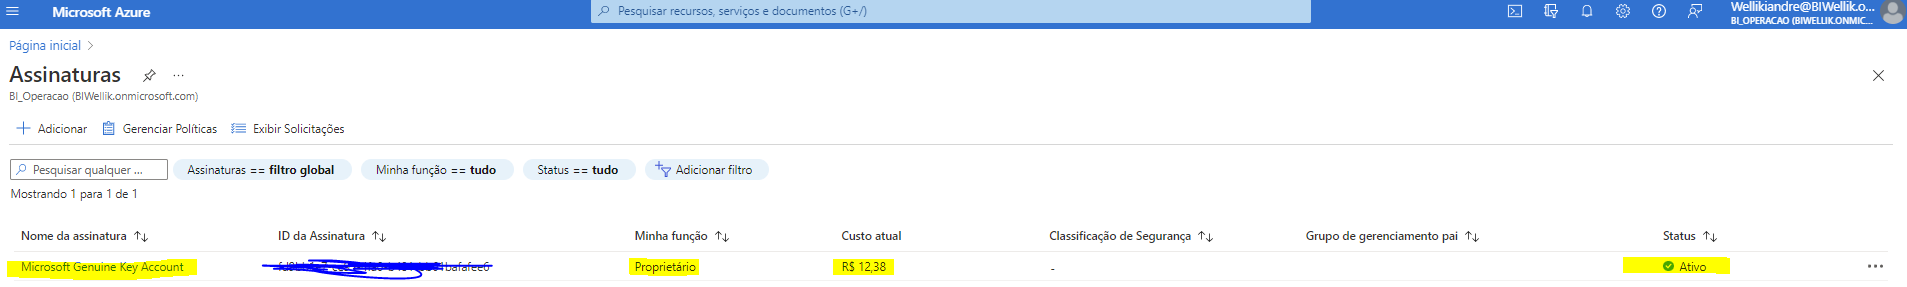 Microsoft Azure
Pesquisar recursos, serviços e documentos (G+/)
Wellikiandre@BIWellik.o...
BI_OPERACAO (BIWELLIK.ONMIC...
Página inicial
Assinaturas
BI_Operacao (BIWellik.onmicrosoft.com)
Adicionar Gerenciar Políticas Exibir Solicitações
Pesquisar qualquer ... Assinaturas == filtro global Minha função == tudo Status == tudo Adicionar filtro
Mostrando 1 para 1 de 1
Nome da assinatura ID da Assinatura Minha função Custo atual Classificação de Segurança Grupo de gerenciamento pai Status
Microsoft Genuine Key Account Proprietário R$ 12,38 - Ativo